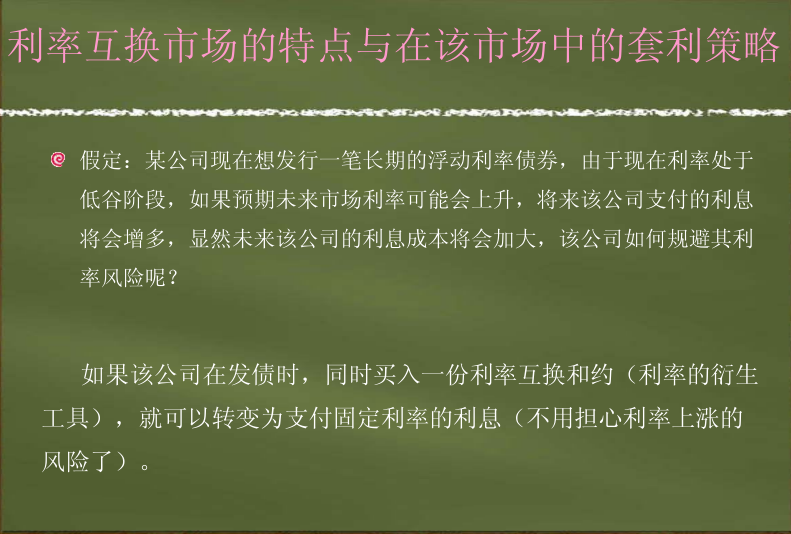 利率互换市场的特点与在该市场中的套利策略
假定：某公司现在想发行一笔长期的浮动利率债券，由于现在利率处于
低谷阶段，如果预期未来市场利率可能会上升，将来该公司支付的利息
将会增多，显然未来该公司的利息成本将会加大，该公司如何规避其利
率风险呢？
如果该公司在发债时，同时买入一份利率互换和约（利率的衍生
工具），就可以转变为支付固定利率的利息（不用担心利率上涨的
风险了）。